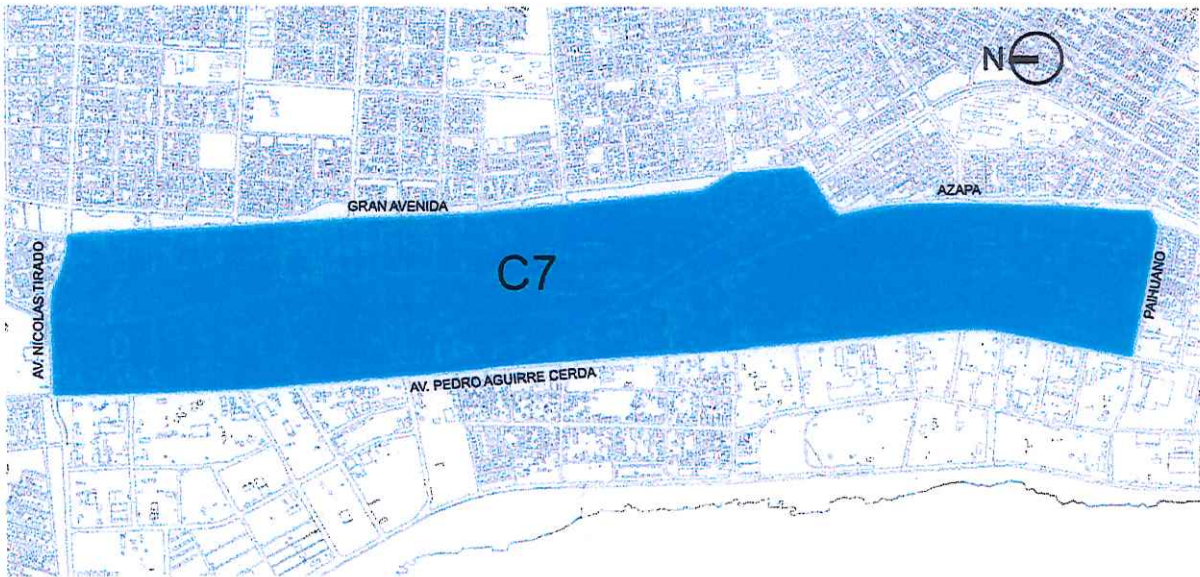 N
AZAPA
GRAN AVENIDA
C7
AV. NICOLAS TIRADO
PAIHUANO
AV. PEDRO AGUIRRE CERDA